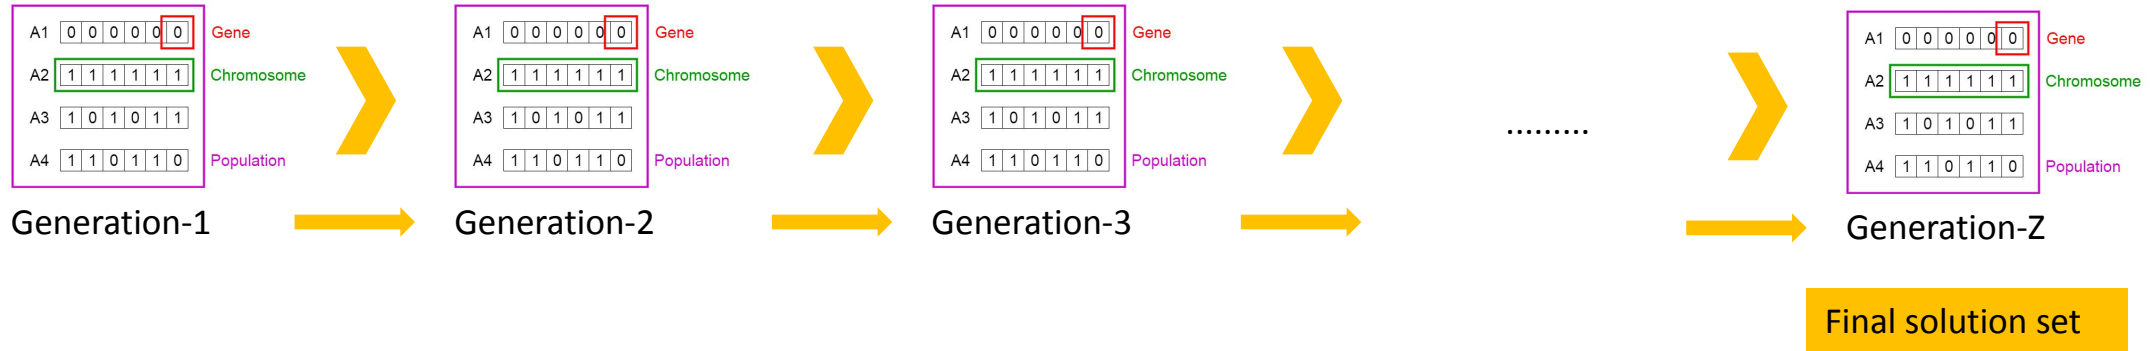 A1 0 0 0 0 0 0 Gene
A2 1 1 1 1 1 1 Chromosome
A3 1 0 1 0 1 1
A4 1 1 0 1 1 0 Population
Generation-1
A1 0 0 0 0 0 0 Gene
A2 1 1 1 1 1 1 Chromosome
A3 1 0 1 0 1 1
A4 1 1 0 1 1 0 Population
Generation-2
A1 0 0 0 0 0 0 Gene
A2 1 1 1 1 1 1 Chromosome
A3 1 0 1 0 1 1
A4 1 1 0 1 1 0 Population
Generation-3
.........
A1 0 0 0 0 0 0 Gene
A2 1 1 1 1 1 1 Chromosome
A3 1 0 1 0 1 1
A4 1 1 0 1 1 0 Population
Generation-Z
Final solution set